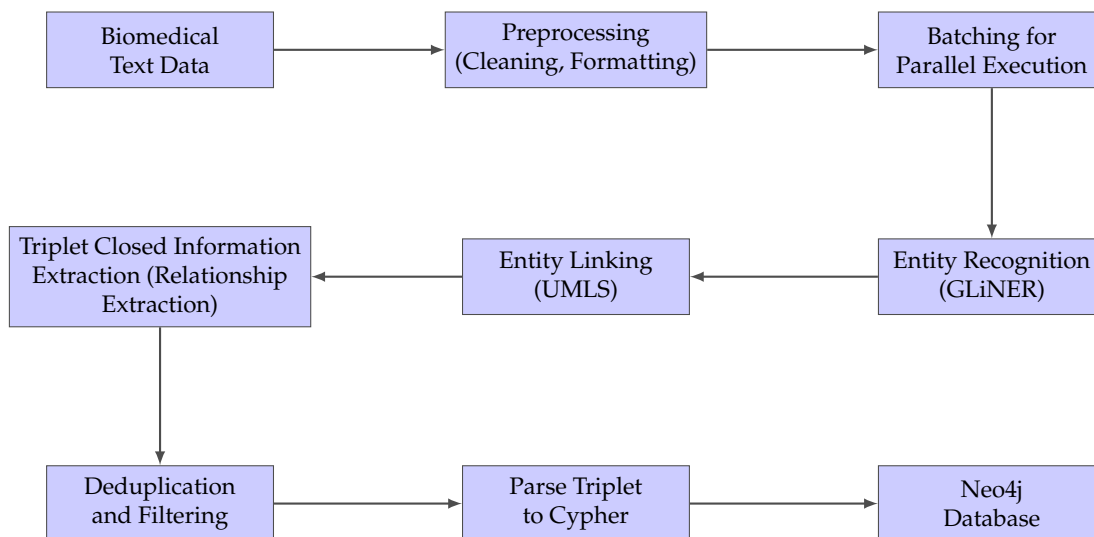 Biomedical
Text Data
Preprocessing
(Cleaning, Formatting)
Batching for
Parallel Execution
Entity Recognition
(GLiNER)
Entity Linking
(UMLS)
Triplet Closed Information
Extraction (Relationship
Extraction)
Deduplication
and Filtering
Parse Triplet
to Cypher
Neo4j
Database